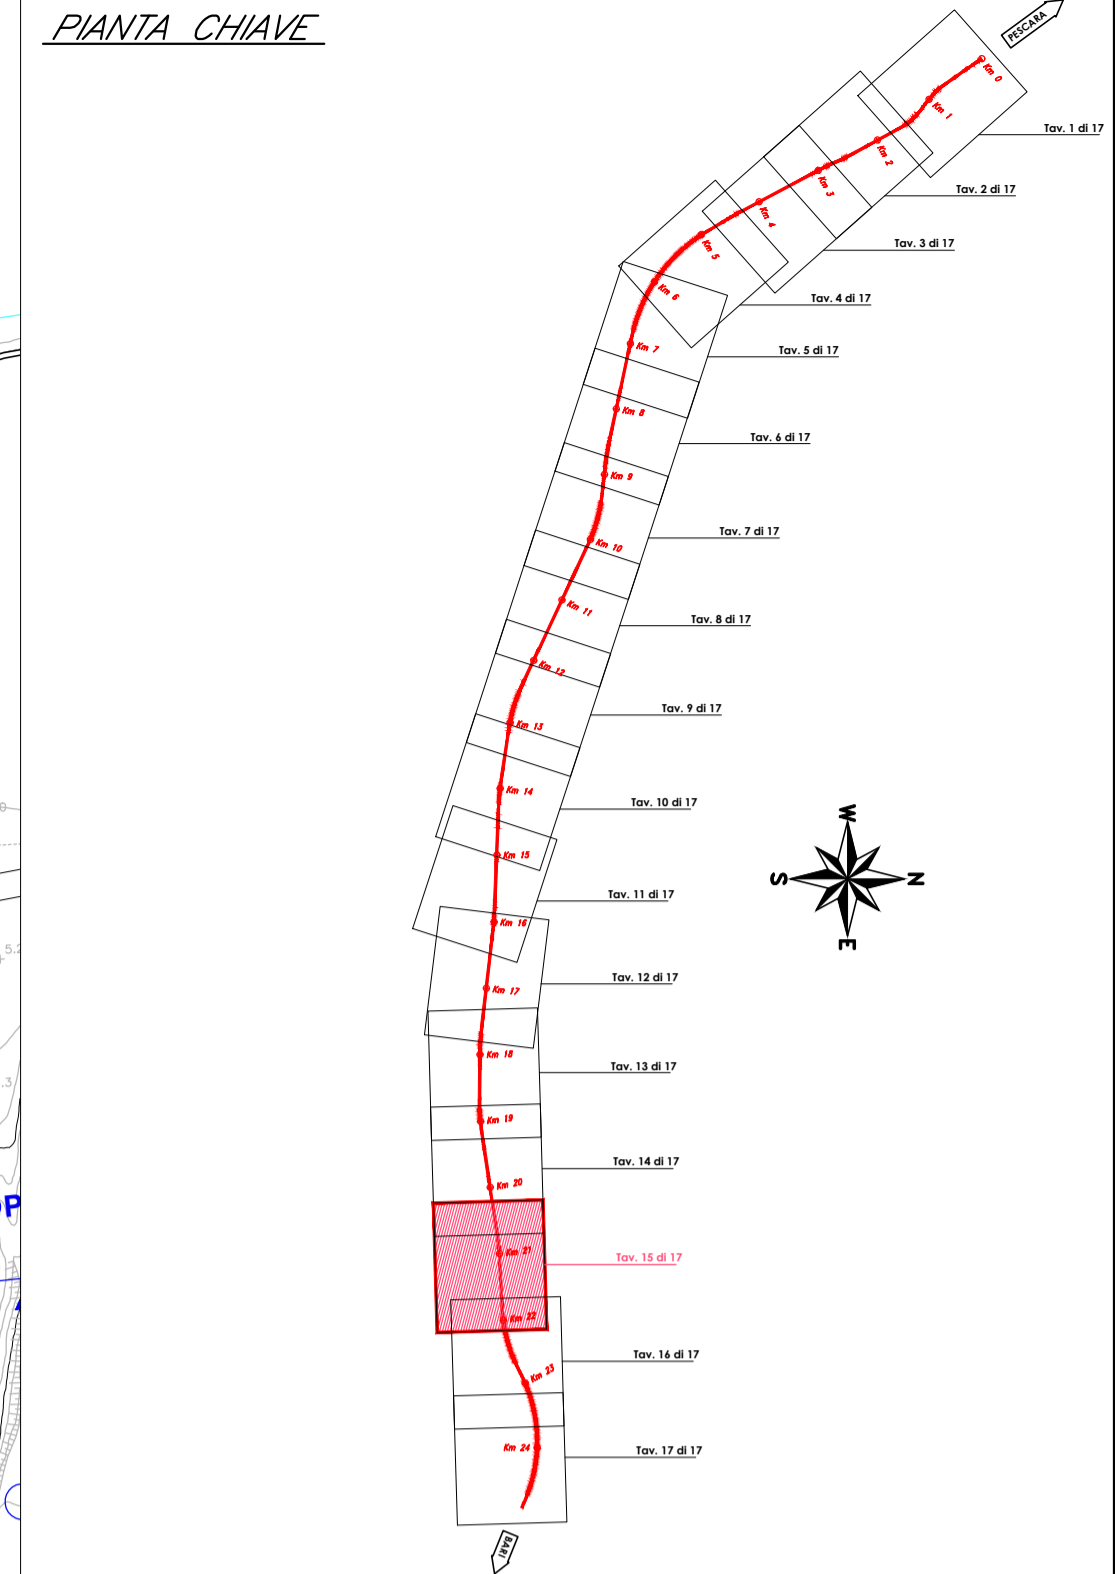 PIANTA CHIAVE
PESCARA
Km 0
Km 1
Tav. 1 di 17
Km 2
Km 3
Tav. 2 di 17
Km 4
Km 5
Tav. 3 di 17
Km 6
Tav. 4 di 17
Km 7
Tav. 5 di 17
Km 8
Tav. 6 di 17
Km 9
Tav. 7 di 17
Km 10
Km 11
Tav. 8 di 17
Km 12
Tav. 9 di 17
Km 13
Km 14
Tav. 10 di 17
W
S
N
E
Km 15
Tav. 11 di 17
Km 16
Tav. 12 di 17
Km 17
Km 18
Tav. 13 di 17
Km 19
Tav. 14 di 17
Km 20
Km 21
Tav. 15 di 17
Km 22
Tav. 16 di 17
Km 23
Km 24
Tav. 17 di 17
BARI